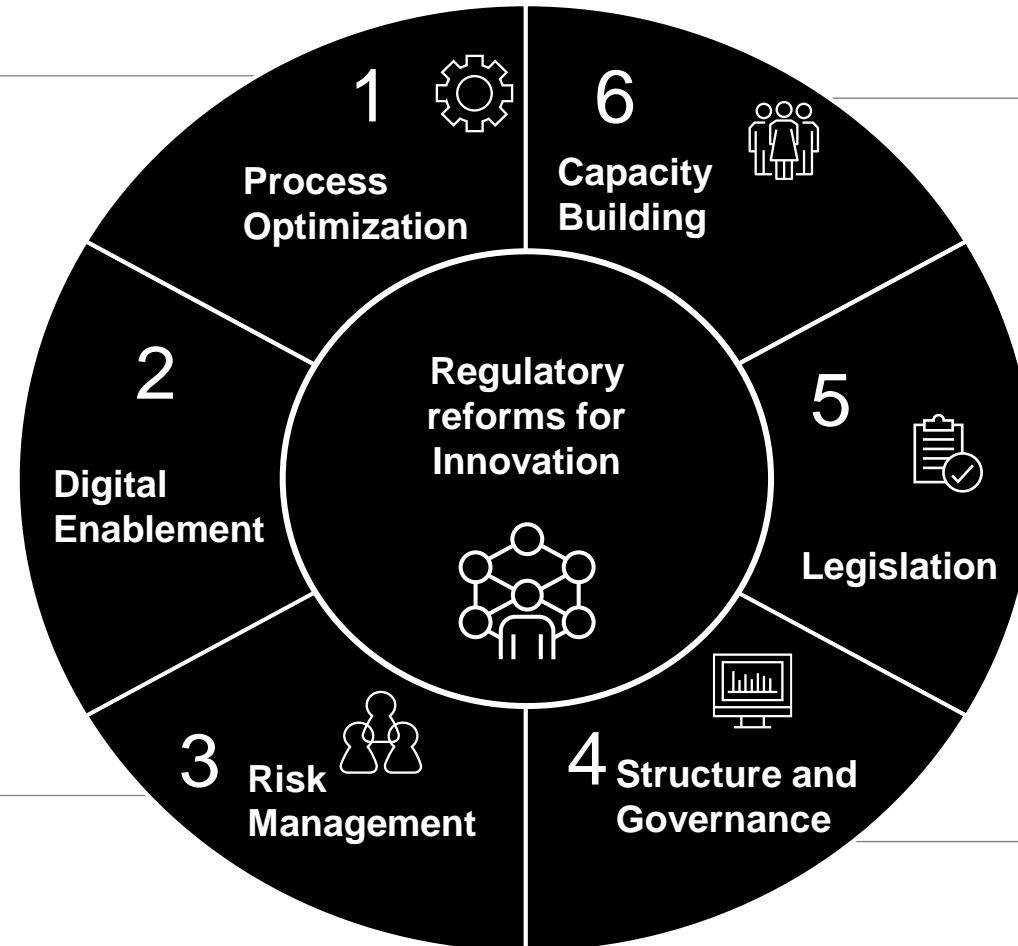 1
Process
Optimization
2
Digital
Enablement
3
Risk
Management
4
Structure and
Governance
5
Legislation
6
Capacity
Building
Regulatory
reforms for
Innovation